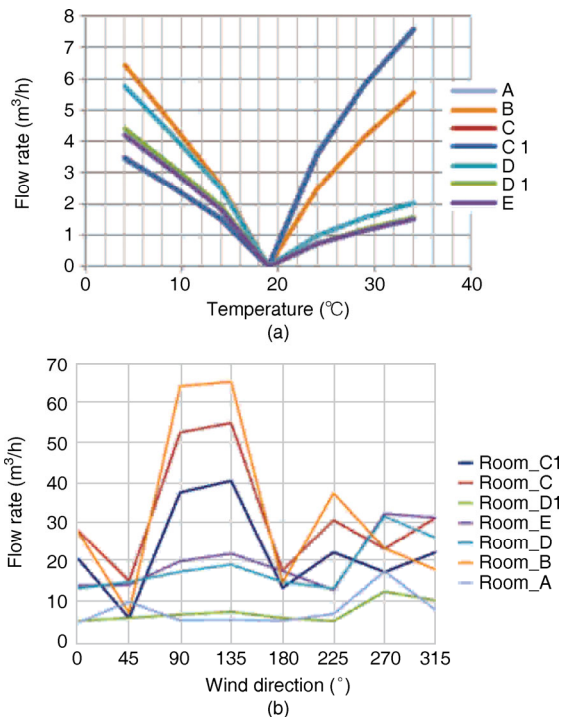 8
7
6
5
4
3
2
1
0
Flow rate (m³/h)
0 10 20 30 40
Temperature (℃)
(a)
A
B
C
C 1
D
D 1
E
70
60
50
40
30
20
10
0
Flow rate (m³/h)
0 45 90 135 180 225 270 315
Wind direction (°)
(b)
Room_C1
Room_C
Room_D1
Room_E
Room_D
Room_B
Room_A